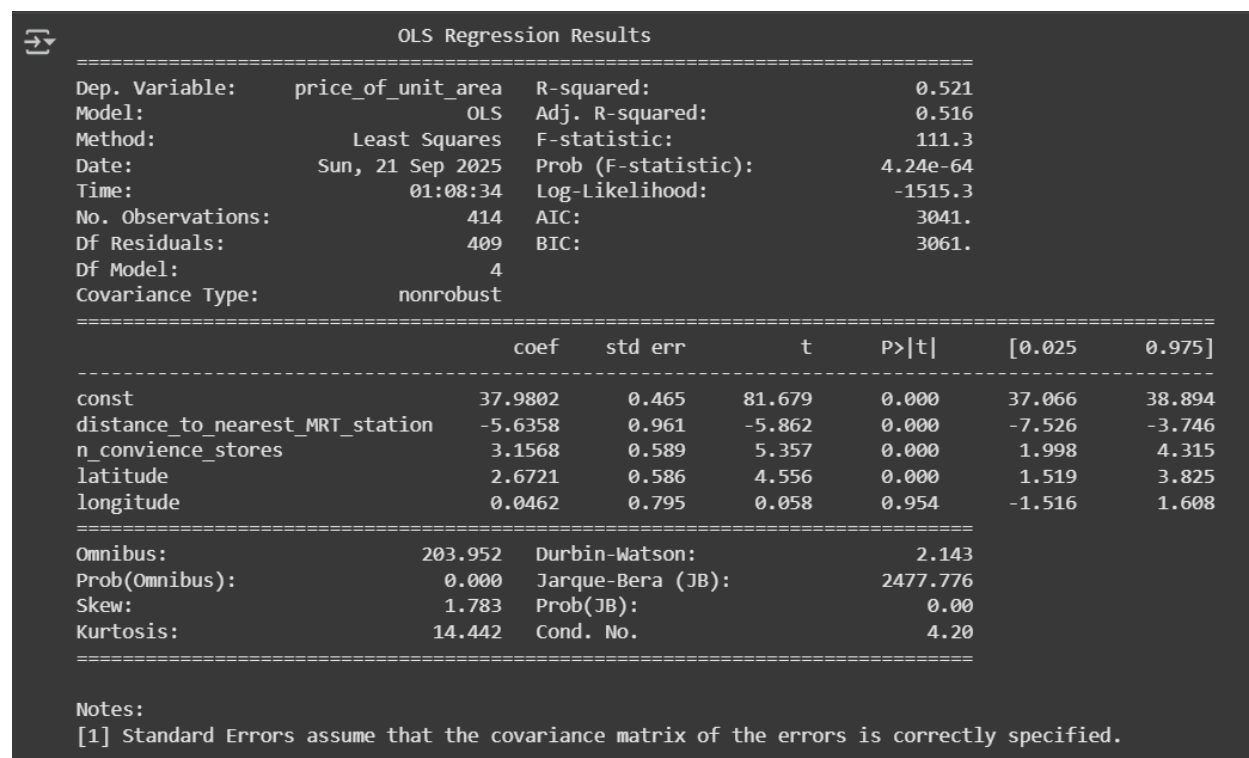 OLS Regression Results
==============================================================================
Dep. Variable:     price_of_unit_area   R-squared:                       0.521
Model:                            OLS   Adj. R-squared:                  0.516
Method:                 Least Squares   F-statistic:                     111.3
Date:                Sun, 21 Sep 2025   Prob (F-statistic):           4.24e-64
Time:                        01:08:34   Log-Likelihood:                -1515.3
No. Observations:                 414   AIC:                             3041.
Df Residuals:                     409   BIC:                             3061.
Df Model:                           4
Covariance Type:            nonrobust
===================================================================================================
                                      coef    std err          t      P>|t|      [0.025      0.975]
---------------------------------------------------------------------------------------------------
const                              37.9802      0.465     81.679      0.000      37.066      38.894
distance_to_nearest_MRT_station    -5.6358      0.961     -5.862      0.000      -7.526      -3.746
n_convience_stores                  3.1568      0.589      5.357      0.000       1.998       4.315
latitude                            2.6721      0.586      4.556      0.000       1.519       3.825
longitude                           0.0462      0.795      0.058      0.954      -1.516       1.608
==============================================================================
Omnibus:                      203.952   Durbin-Watson:                   2.143
Prob(Omnibus):                  0.000   Jarque-Bera (JB):             2477.776
Skew:                           1.783   Prob(JB):                         0.00
Kurtosis:                      14.442   Cond. No.                         4.20
==============================================================================
Notes:
[1] Standard Errors assume that the covariance matrix of the errors is correctly specified.